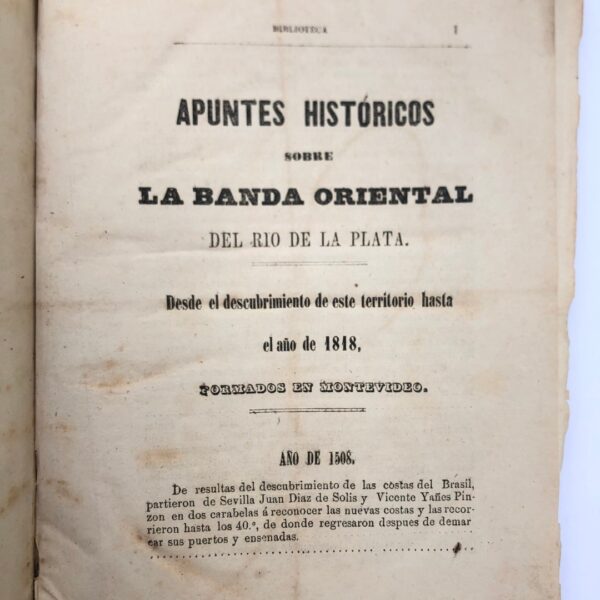 BIBLIOTECA 1
APUNTES HISTÓRICOS
SOBRE
LA BANDA ORIENTAL
DEL RIO DE LA PLATA.
Desde el descubrimiento de este territorio hasta
el año de 1818,
FORMADOS EN MONTEVIDEO.
AÑO DE 1508.
De resultas del descubrimiento de las costas del Brasil,
partieron de Sevilla Juan Diaz de Solis y Vicente Yañes Pin-
zon en dos carabelas á reconocer las nuevas costas y las recor-
rieron hasta los 40.°, de donde regresaron despues de demar
car sus puertos y ensenadas.